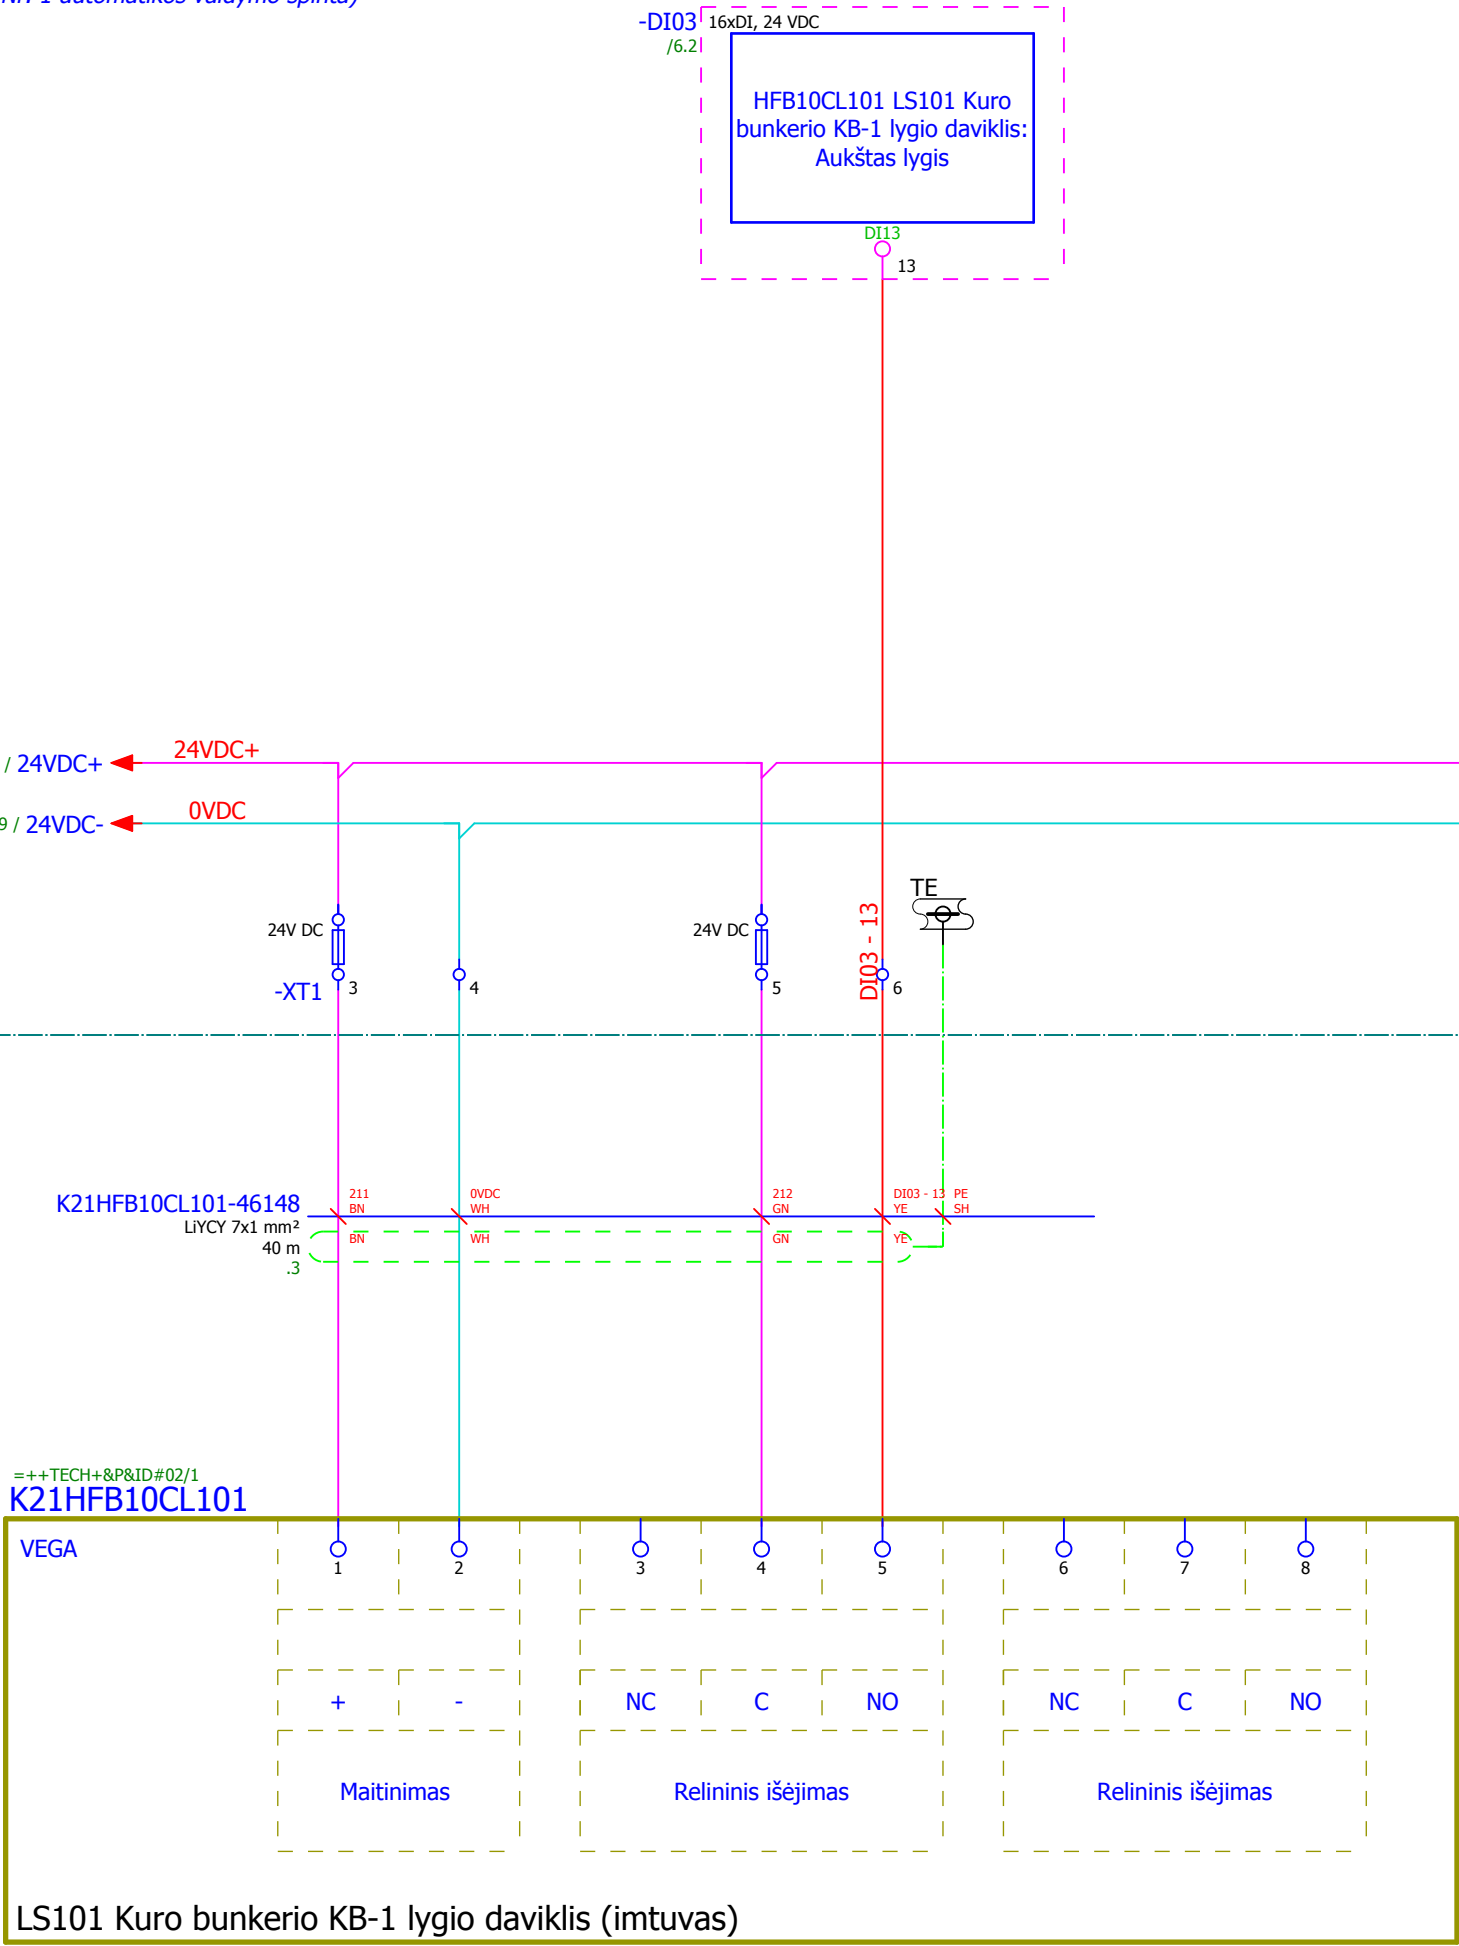 automatikos valdymo spinta)
-DI03
16xDI, 24 VDC
/6.2
HFB10CL101 LS101 Kuro
bunkerio KB-1 lygio daviklis:
Aukštas lygis
DI13
13
/ 24VDC+
24VDC+
9 / 24VDC-
0VDC
TE
24V DC
24V DC
DI03 - 13
-XT1
3
4
5
6
K21HFB10CL101-46148
LiYCY 7x1 mm²
40 m
.3
211
BN
BN
0VDC
WH
WH
212
GN
GN
DI03 - 13
YE
YE
PE
SH
=++TECH+&P&ID#02/1
K21HFB10CL101
VEGA
1
2
3
4
5
6
7
8
+
-
NC
C
NO
NC
C
NO
Maitinimas
Relininis išėjimas
Relininis išėjimas
LS101 Kuro bunkerio KB-1 lygio daviklis (imtuvas)